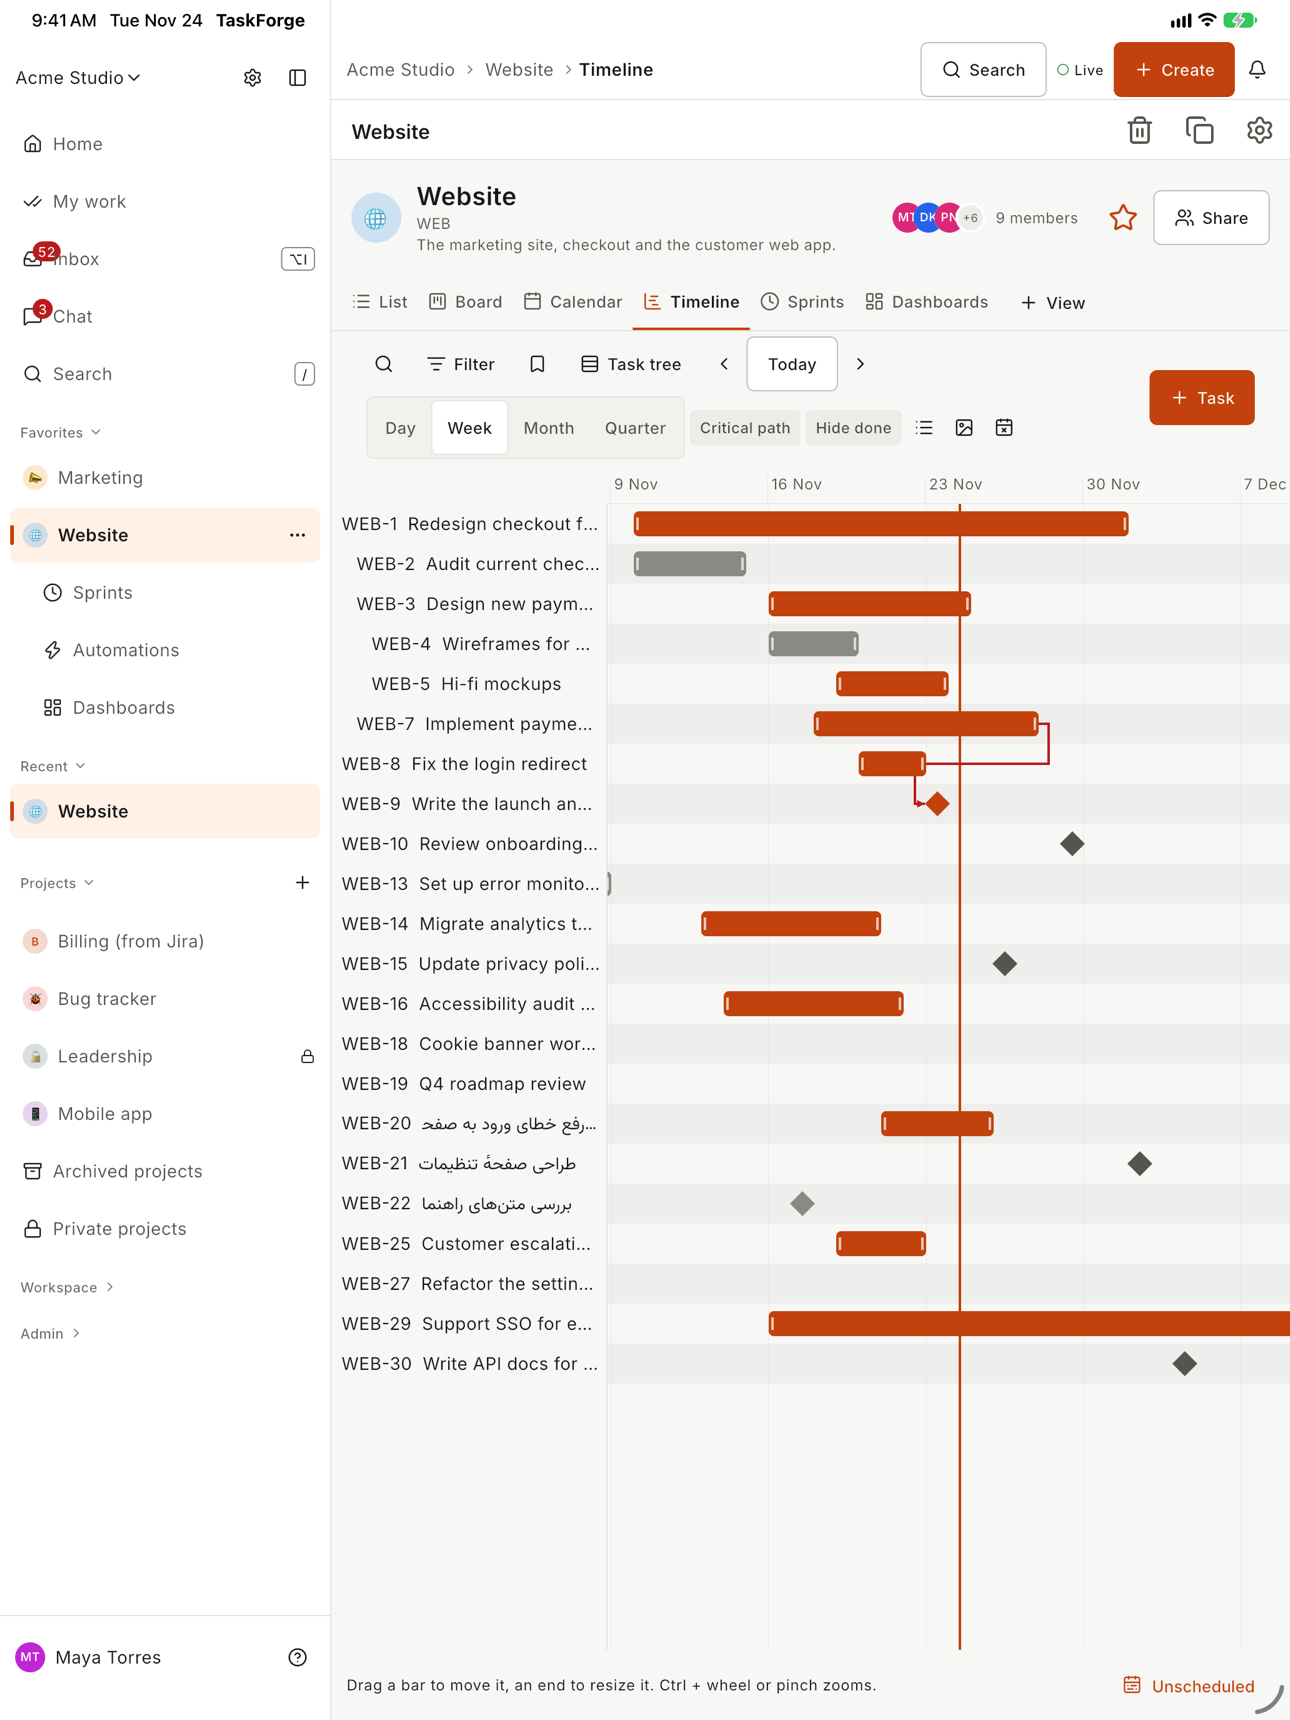 9:41 AM Tue Nov 24 TaskForge
Acme Studio
Home
My work
52
Inbox
⌥I
3
Chat
Search
/
Favorites
Marketing
Website
Sprints
Automations
Dashboards
Recent
Website
Projects
B
Billing (from Jira)
Bug tracker
Leadership
Mobile app
Archived projects
Private projects
Workspace
Admin
MT
Maya Torres
Acme Studio > Website > Timeline
Search
Live
+ Create
Website
Website
WEB
The marketing site, checkout and the customer web app.
MT DK PN +6
9 members
Share
List
Board
Calendar
Timeline
Sprints
Dashboards
+ View
Filter
Task tree
Today
+ Task
Day
Week
Month
Quarter
Critical path
Hide done
9 Nov
16 Nov
23 Nov
30 Nov
7 Dec
WEB-1 Redesign checkout f...
WEB-2 Audit current chec...
WEB-3 Design new paym...
WEB-4 Wireframes for ...
WEB-5 Hi-fi mockups
WEB-7 Implement payme...
WEB-8 Fix the login redirect
WEB-9 Write the launch an...
WEB-10 Review onboarding...
WEB-13 Set up error monito...
WEB-14 Migrate analytics t...
WEB-15 Update privacy poli...
WEB-16 Accessibility audit ...
WEB-18 Cookie banner wor...
WEB-19 Q4 roadmap review
WEB-20 رفع خطای ورود به صفح...
WEB-21 طراحی صفحهٔ تنظیمات
WEB-22 بررسی متن‌های راهنما
WEB-25 Customer escalati...
WEB-27 Refactor the settin...
WEB-29 Support SSO for e...
WEB-30 Write API docs for ...
Drag a bar to move it, an end to resize it. Ctrl + wheel or pinch zooms.
Unscheduled